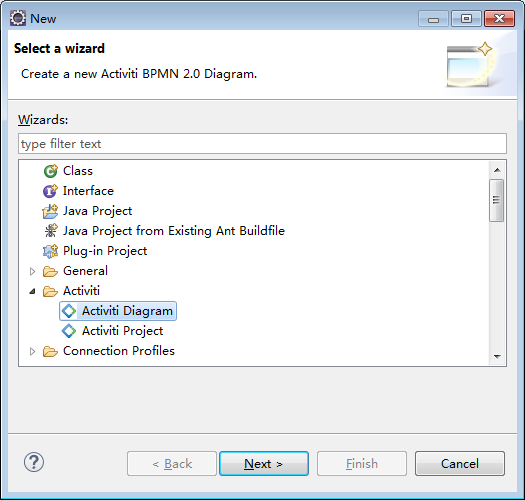 New
Select a wizard
Create a new Activiti BPMN 2.0 Diagram.
Wizards:
type filter text
Class
Interface
Java Project
Java Project from Existing Ant Buildfile
Plug-in Project
General
Activiti
Activiti Diagram
Activiti Project
Connection Profiles
? < Back Next > Finish Cancel